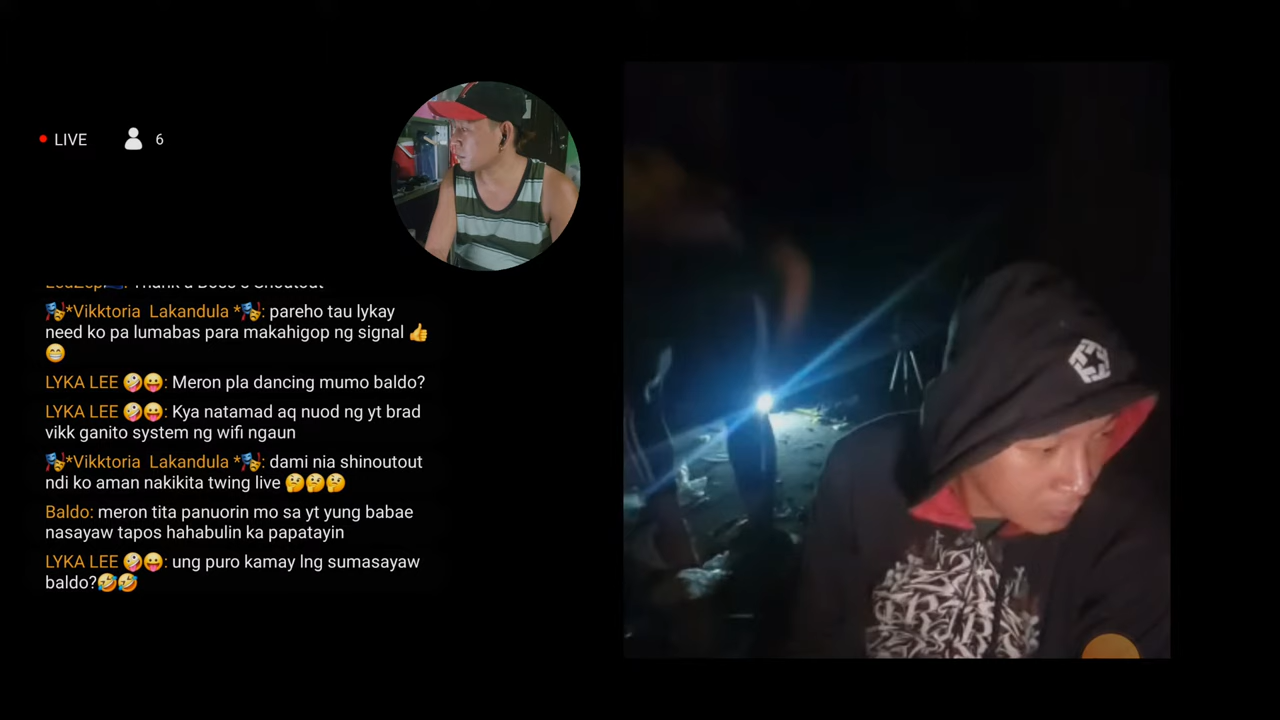 LIVE 6
Thank u Boss's Shoutout
🎭*Vikktoria Lakandula *🎭: pareho tau lykay
need ko pa lumabas para makahigop ng signal 👍
😁
LYKA LEE 🤪😛: Meron pla dancing mumo baldo?
LYKA LEE 🤪😛: Kya natamad aq nuod ng yt brad
vikk ganito system ng wifi ngaun
🎭*Vikktoria Lakandula *🎭: dami nia shinoutout
ndi ko aman nakikita twing live 🤔🤔🤔
Baldo: meron tita panuorin mo sa yt yung babae
nasayaw tapos hahabulin ka papatayin
LYKA LEE 🤪😛: ung puro kamay lng sumasayaw
baldo?🤣🤣